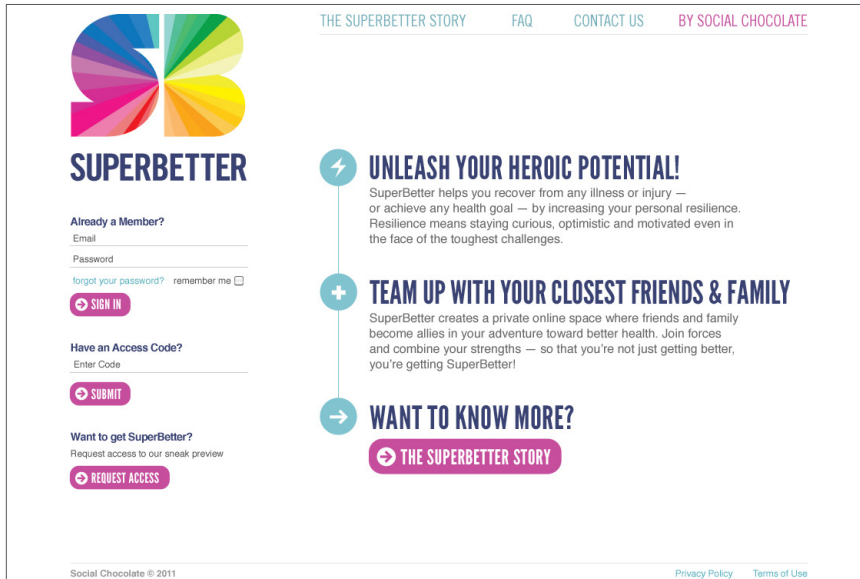 THE SUPERBETTER STORY FAQ CONTACT US BY SOCIAL CHOCOLATE
SB
SUPERBETTER
Already a Member?
Email
Password
forgot your password? remember me
SIGN IN
Have an Access Code?
Enter Code
SUBMIT
Want to get SuperBetter?
Request access to our sneak preview
REQUEST ACCESS
UNLEASH YOUR HEROIC POTENTIAL!
SuperBetter helps you recover from any illness or injury —
or achieve any health goal — by increasing your personal resilience.
Resilience means staying curious, optimistic and motivated even in
the face of the toughest challenges.
TEAM UP WITH YOUR CLOSEST FRIENDS & FAMILY
SuperBetter creates a private online space where friends and family
become allies in your adventure toward better health. Join forces
and combine your strengths — so that you're not just getting better,
you're getting SuperBetter!
WANT TO KNOW MORE?
THE SUPERBETTER STORY
Social Chocolate © 2011 Privacy Policy Terms of Use